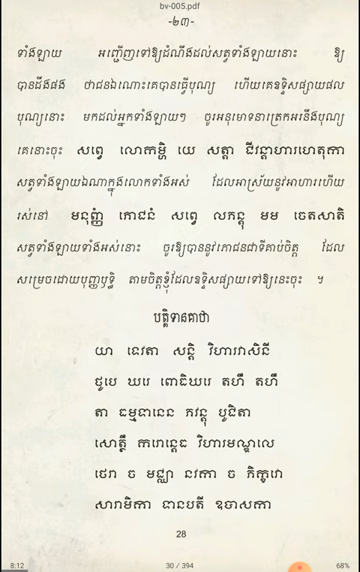 bv-005.pdf
-២៣-
ទាំងឡាយ អញ្ជើញទៅឱ្យដំណឹងដល់សត្វទាំងឡាយនោះ ឱ្យ
បានដឹងផង ថាជនឯណោះគេបានធ្វើបុណ្យ ហើយគេឧទ្ទិសផ្សាយផល
បុណ្យនោះ មកដល់អ្នកទាំងឡាយៗ ចូរអនុមោទនាត្រេកអរនឹងបុណ្យ
គេនោះចុះ សព្វេ លោកម្ហិ យេ សត្តា ជីវន្តាហារហេតុកា
សត្វទាំងឡាយឯណាក្នុងលោកទាំងអស់ ដែលអាស្រ័យនូវអាហារហើយ
រស់នៅ មនុញ្ញំ ភោជនំ សព្វេ លភន្តុ មម ចេតសាតិ
សត្វទាំងឡាយទាំងអស់នោះ ចូរឱ្យបាននូវភោជនជាទីគាប់ចិត្ត ដែល
សម្រេចដោយបុញ្ញាឫទ្ធិ តាមចិត្តខ្ញុំដែលឧទ្ទិសផ្សាយទៅឱ្យនេះចុះ ។
បត្តិទានគាថា
យា ទេវតា សន្តិ វិហារវាសិនី
ថូបេ ឃរេ ពោធិឃរេ តហឹ តហឹ
តា ធម្មទានេន ភវន្តុ បូជិតា
សោត្ថឹ ករោន្តេធ វិហារមណ្ឌលេ
ថេរា ច មជ្ឈា នវកា ច ភិក្ខវោ
សារាមិកា ទានបតី ឧបាសកា
28
8:12
30 / 394
68%